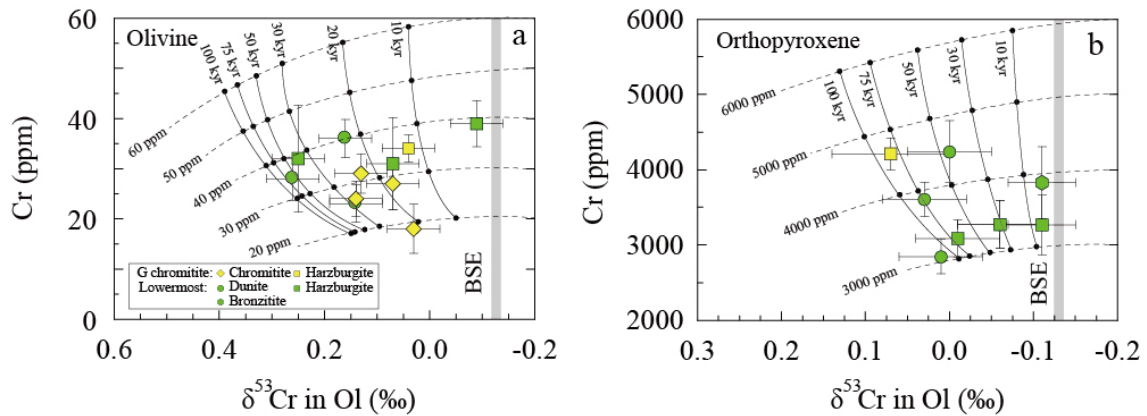 Olivine
a
60
40
20
0
Cr (ppm)
100 kyr
75 kyr
50 kyr
30 kyr
20 kyr
10 kyr
60 ppm
50 ppm
40 ppm
30 ppm
20 ppm
BSE
G chromitite: Chromitite Harzburgite
Lowermost: Dunite Harzburgite
Bronzitite
0.6 0.4 0.2 0.0 -0.2
δ⁵³Cr in Ol (‰)
Orthopyroxene
b
6000
5000
4000
3000
2000
Cr (ppm)
100 kyr
75 kyr
50 kyr
30 kyr
10 kyr
6000 ppm
5000 ppm
4000 ppm
3000 ppm
BSE
0.3 0.2 0.1 0.0 -0.1 -0.2
δ⁵³Cr in Ol (‰)